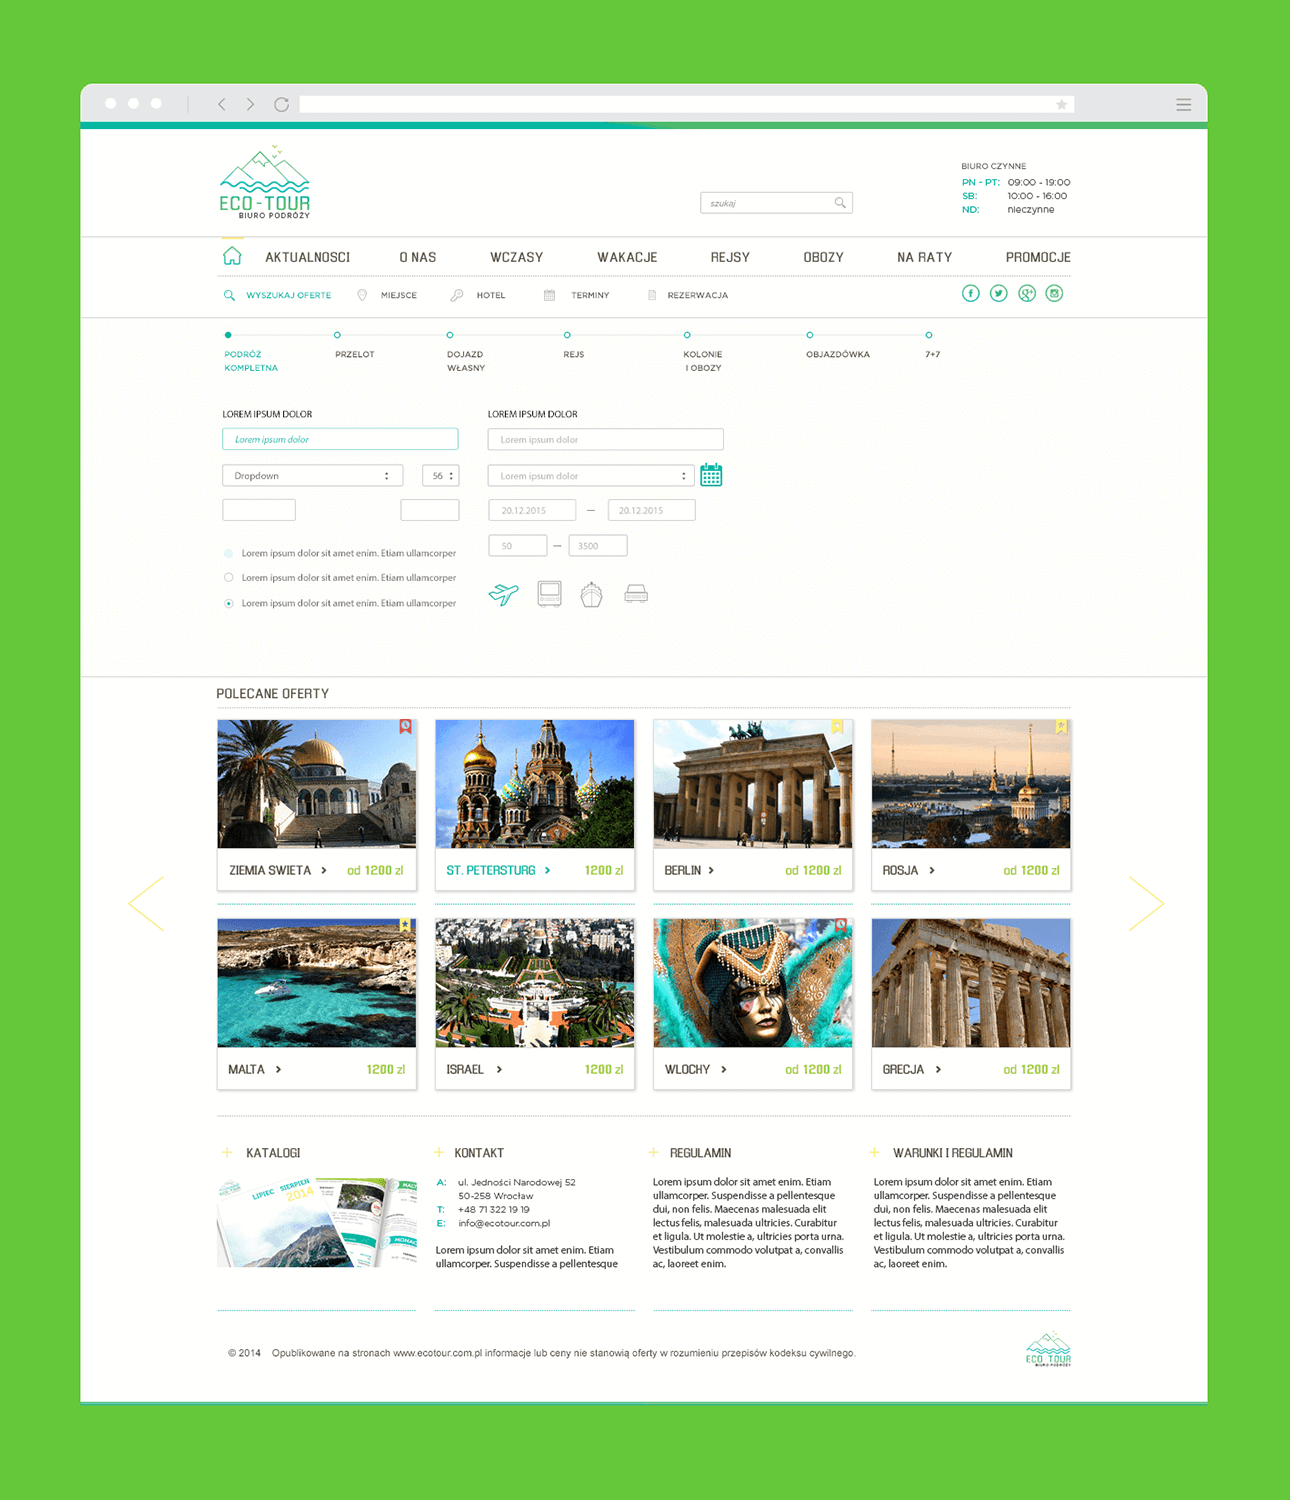 ECO-TOUR
BIURO PODRÓŻY
szukaj
BIURO CZYNNE
PN - PT: 09:00 - 19:00
SB: 10:00 - 16:00
ND: nieczynne
AKTUALNOSCI O NAS WCZASY WAKACJE REJSY OBOZY NA RATY PROMOCJE
WYSZUKAJ OFERTE MIEJSCE HOTEL TERMINY REZERWACJA
PODRÓŻ KOMPLETNA
PRZELOT
DOJAZD WŁASNY
REJS
KOLONIE I OBOZY
OBJAZDÓWKA
7+7
LOREM IPSUM DOLOR
Lorem ipsum dolor
Dropdown 56
Lorem ipsum dolor sit amet enim. Etiam ullamcorper
Lorem ipsum dolor sit amet enim. Etiam ullamcorper
Lorem ipsum dolor sit amet enim. Etiam ullamcorper
LOREM IPSUM DOLOR
Lorem ipsum dolor
Lorem ipsum dolor
20.12.2015 — 20.12.2015
50 — 3500
POLECANE OFERTY
ZIEMIA SWIETA od 1200 zl
ST. PETERSTURG 1200 zl
BERLIN od 1200 zl
ROSJA od 1200 zl
MALTA 1200 zl
ISRAEL 1200 zl
WLOCHY od 1200 zl
GRECJA od 1200 zl
KATALOGI
LIPIEC SIERPIEŃ
2014
KONTAKT
A: ul. Jedności Narodowej 52
50-258 Wrocław
T: +48 71 322 19 19
E: info@ecotour.com.pl
Lorem ipsum dolor sit amet enim. Etiam
ullamcorper. Suspendisse a pellentesque
REGULAMIN
Lorem ipsum dolor sit amet enim. Etiam
ullamcorper. Suspendisse a pellentesque
dui, non felis. Maecenas malesuada elit
lectus felis, malesuada ultricies. Curabitur
et ligula. Ut molestie a, ultricies porta urna.
Vestibulum commodo volutpat a, convallis
ac, laoreet enim.
WARUNKI I REGULAMIN
Lorem ipsum dolor sit amet enim. Etiam
ullamcorper. Suspendisse a pellentesque
dui, non felis. Maecenas malesuada elit
lectus felis, malesuada ultricies. Curabitur
et ligula. Ut molestie a, ultricies porta urna.
Vestibulum commodo volutpat a, convallis
ac, laoreet enim.
© 2014 Opublikowane na stronach www.ecotour.com.pl informacje lub ceny nie stanowią oferty w rozumieniu przepisów kodeksu cywilnego.
ECO TOUR
BIURO PODRÓŻY